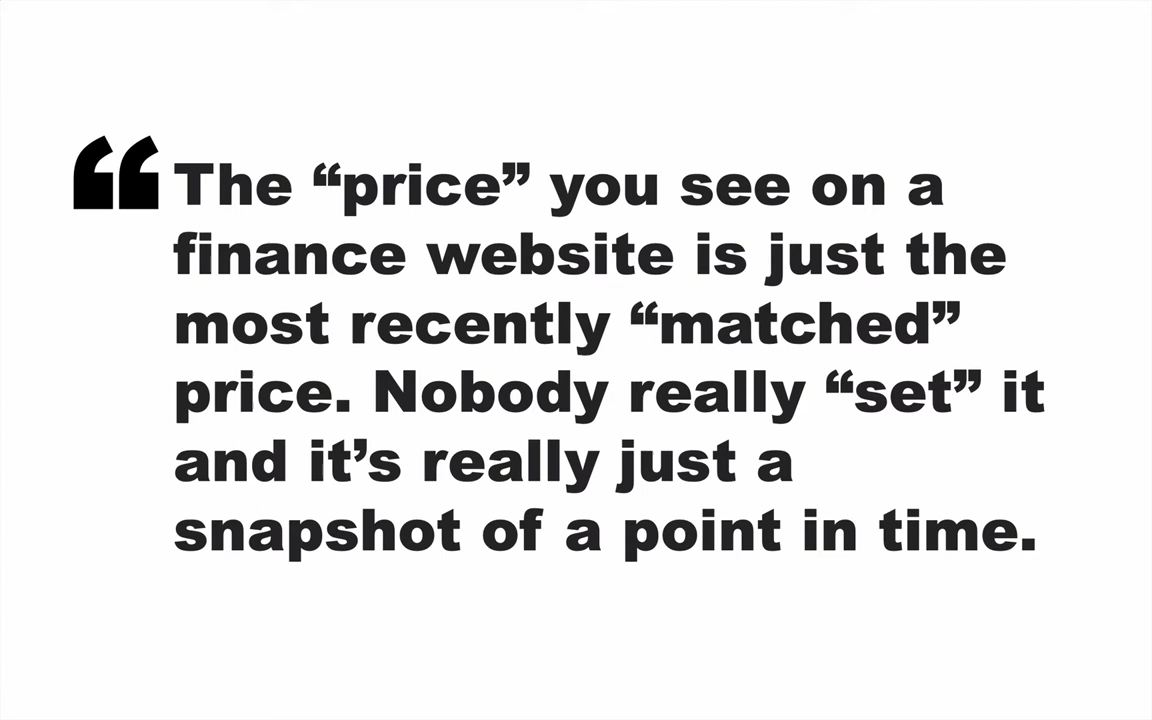 “The “price” you see on a
finance website is just the
most recently “matched”
price. Nobody really “set” it
and it’s really just a
snapshot of a point in time.